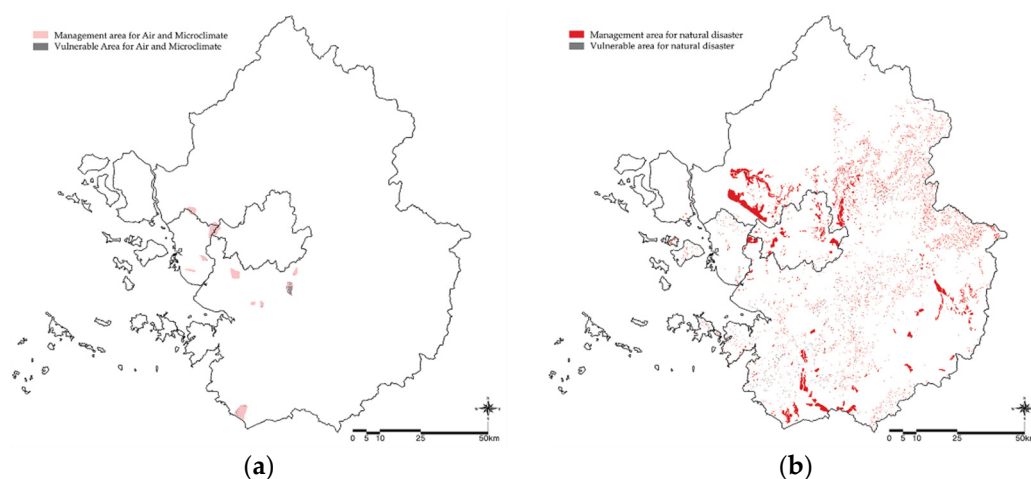 Management area for Air and Microclimate
Vulnerable Area for Air and Microclimate
0 5 10 25 50km
(a)
Management area for natural disaster
Vulnerable area for natural disaster
0 5 10 25 50km
(b)